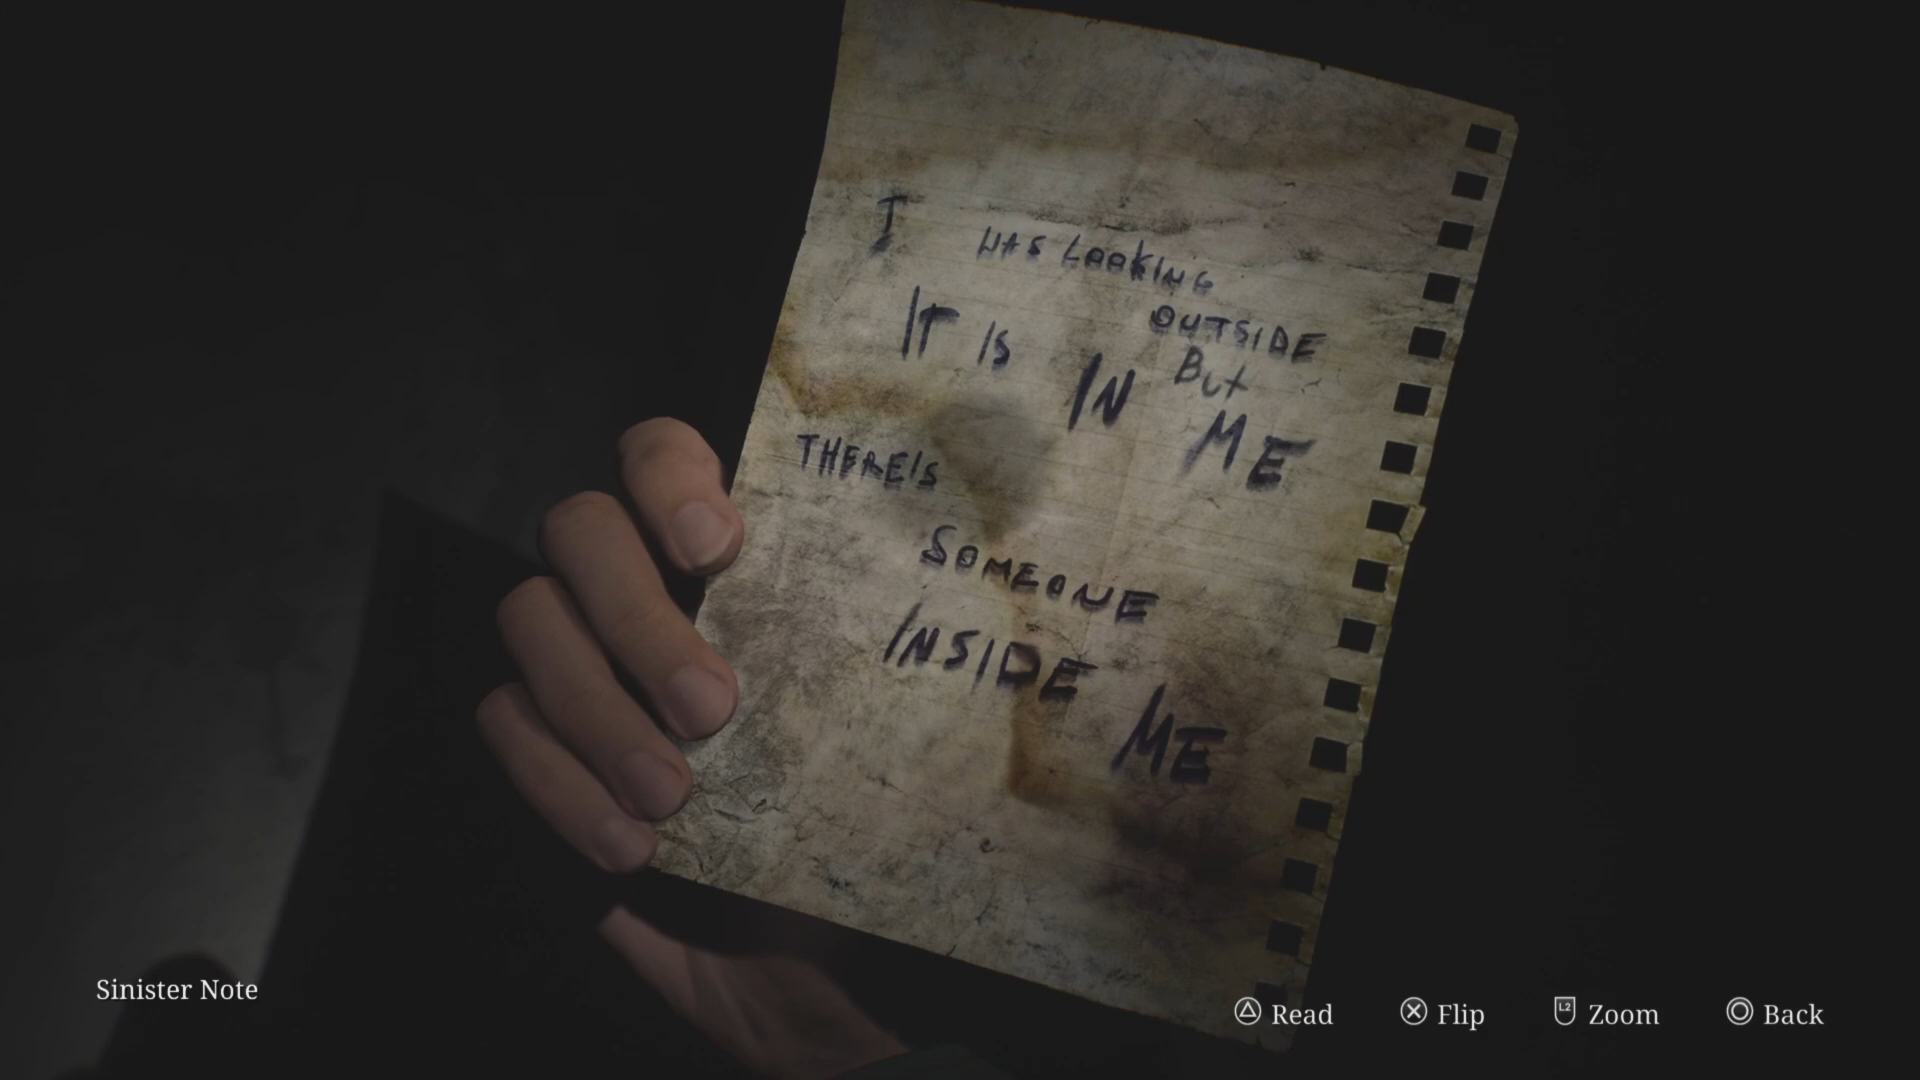 I WAS LOOKING
OUTSIDE
But
IT IS IN ME
THERE'S
SOMEONE
INSIDE
ME
Sinister Note
Read
Flip
L2 Zoom
Back